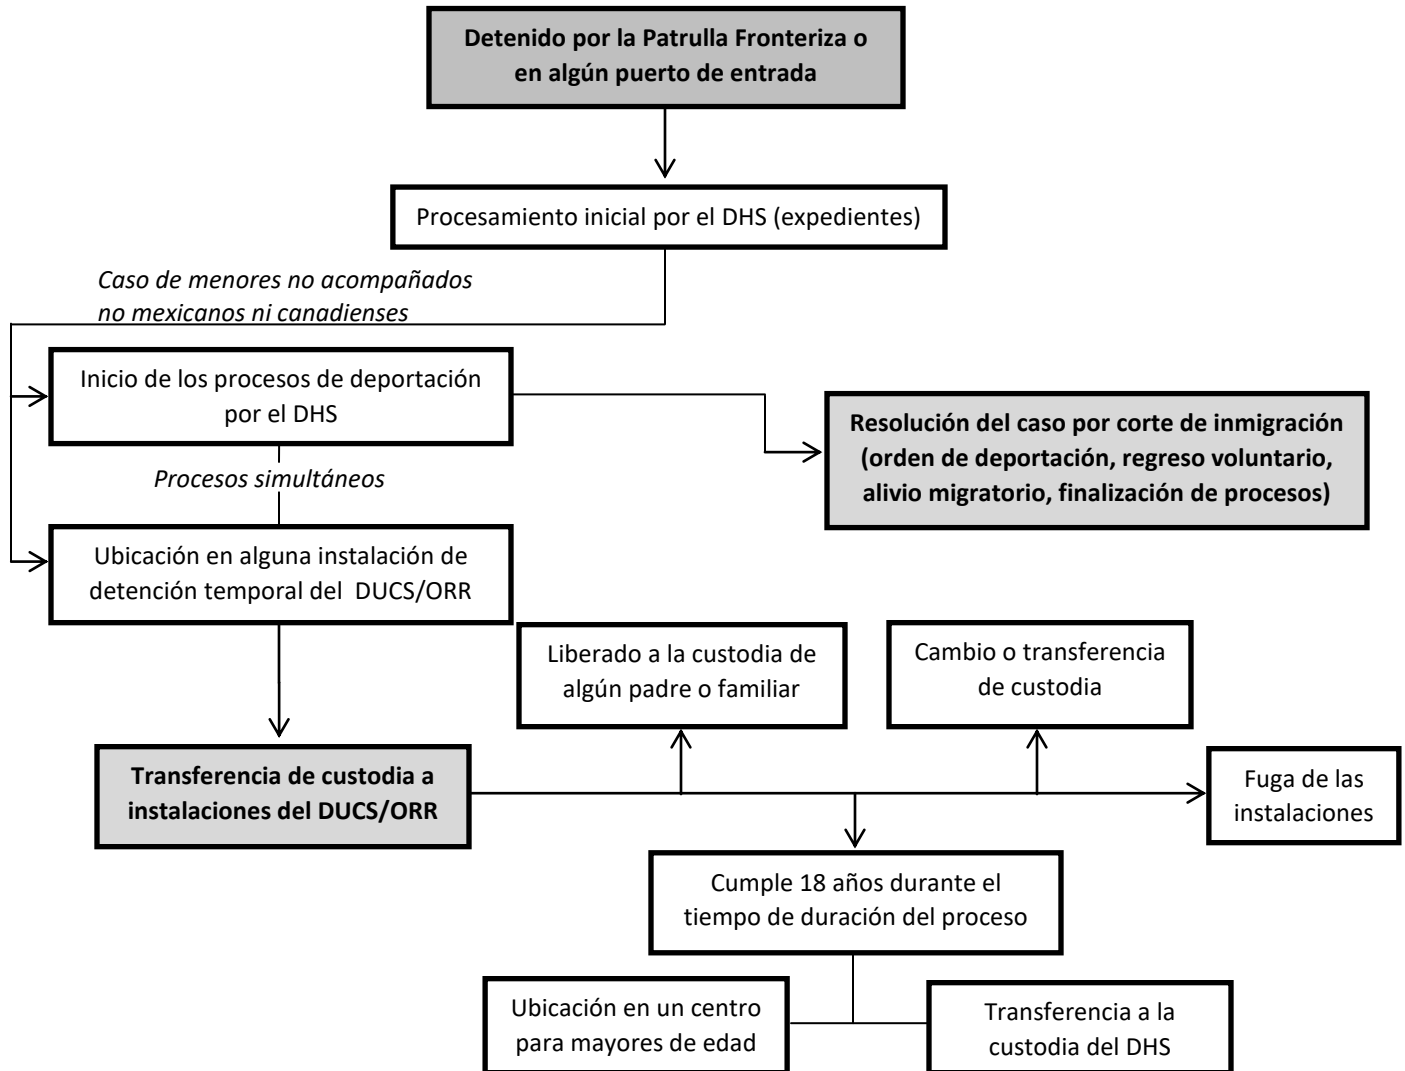 Detenido por la Patrulla Fronteriza o
en algún puerto de entrada
Procesamiento inicial por el DHS (expedientes)
Caso de menores no acompañados
no mexicanos ni canadienses
Inicio de los procesos de deportación
por el DHS
Resolución del caso por corte de inmigración
(orden de deportación, regreso voluntario,
alivio migratorio, finalización de procesos)
Procesos simultáneos
Ubicación en alguna instalación de
detención temporal del DUCS/ORR
Liberado a la custodia de
algún padre o familiar
Cambio o transferencia
de custodia
Transferencia de custodia a
instalaciones del DUCS/ORR
Fuga de las
instalaciones
Cumple 18 años durante el
tiempo de duración del proceso
Ubicación en un centro
para mayores de edad
Transferencia a la
custodia del DHS